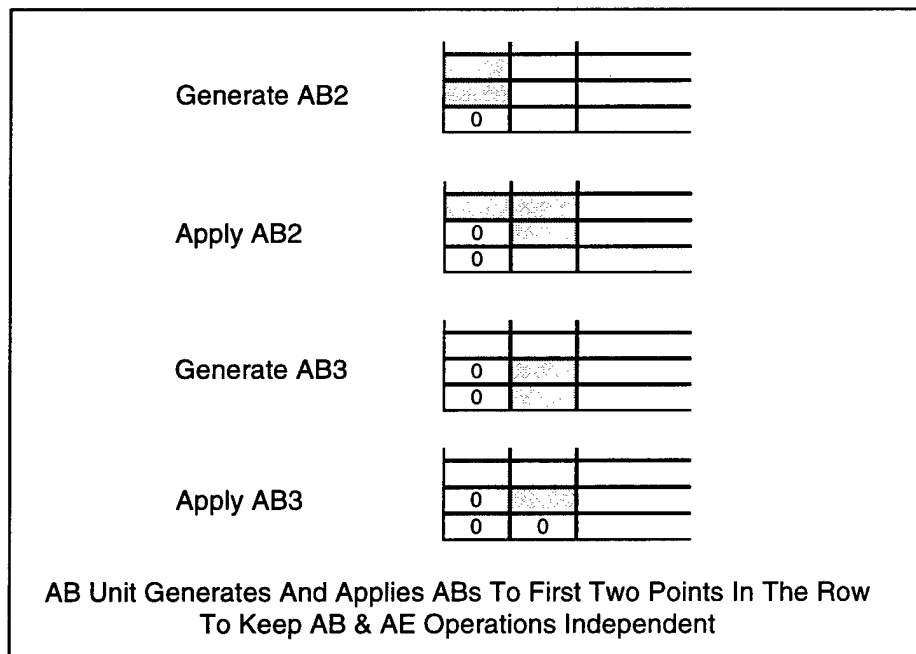 Generate AB2
0
Apply AB2
0
0
Generate AB3
0
0
Apply AB3
0
0 0
AB Unit Generates And Applies ABs To First Two Points In The Row
To Keep AB & AE Operations Independent